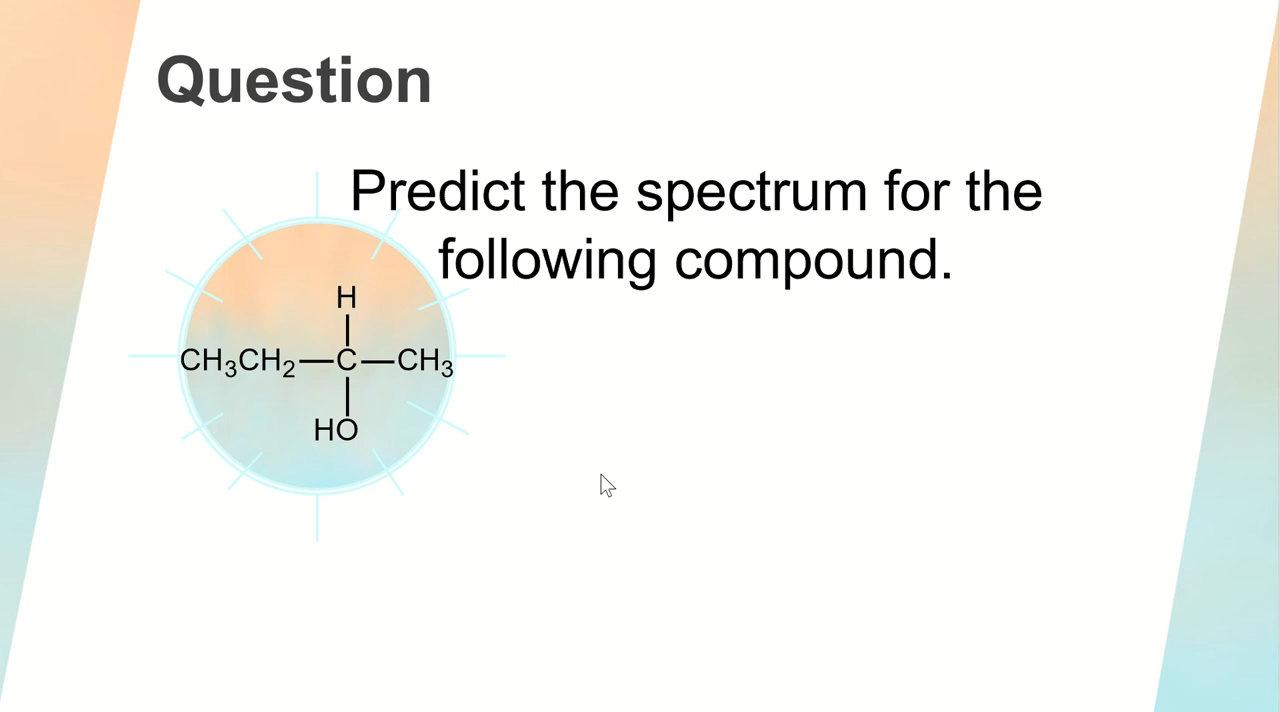 Question
Predict the spectrum for the
following compound.
H
CH₃CH₂—C—CH₃
HO